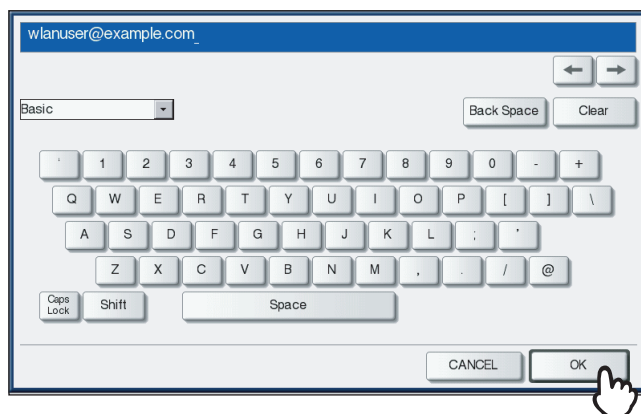 wlanuser@example.com_
Basic
Back Space Clear
` 1 2 3 4 5 6 7 8 9 0 - +
Q W E R T Y U I O P [ ] \
A S D F G H J K L ; '
Z X C V B N M , . / @
Caps Lock Shift Space
CANCEL OK